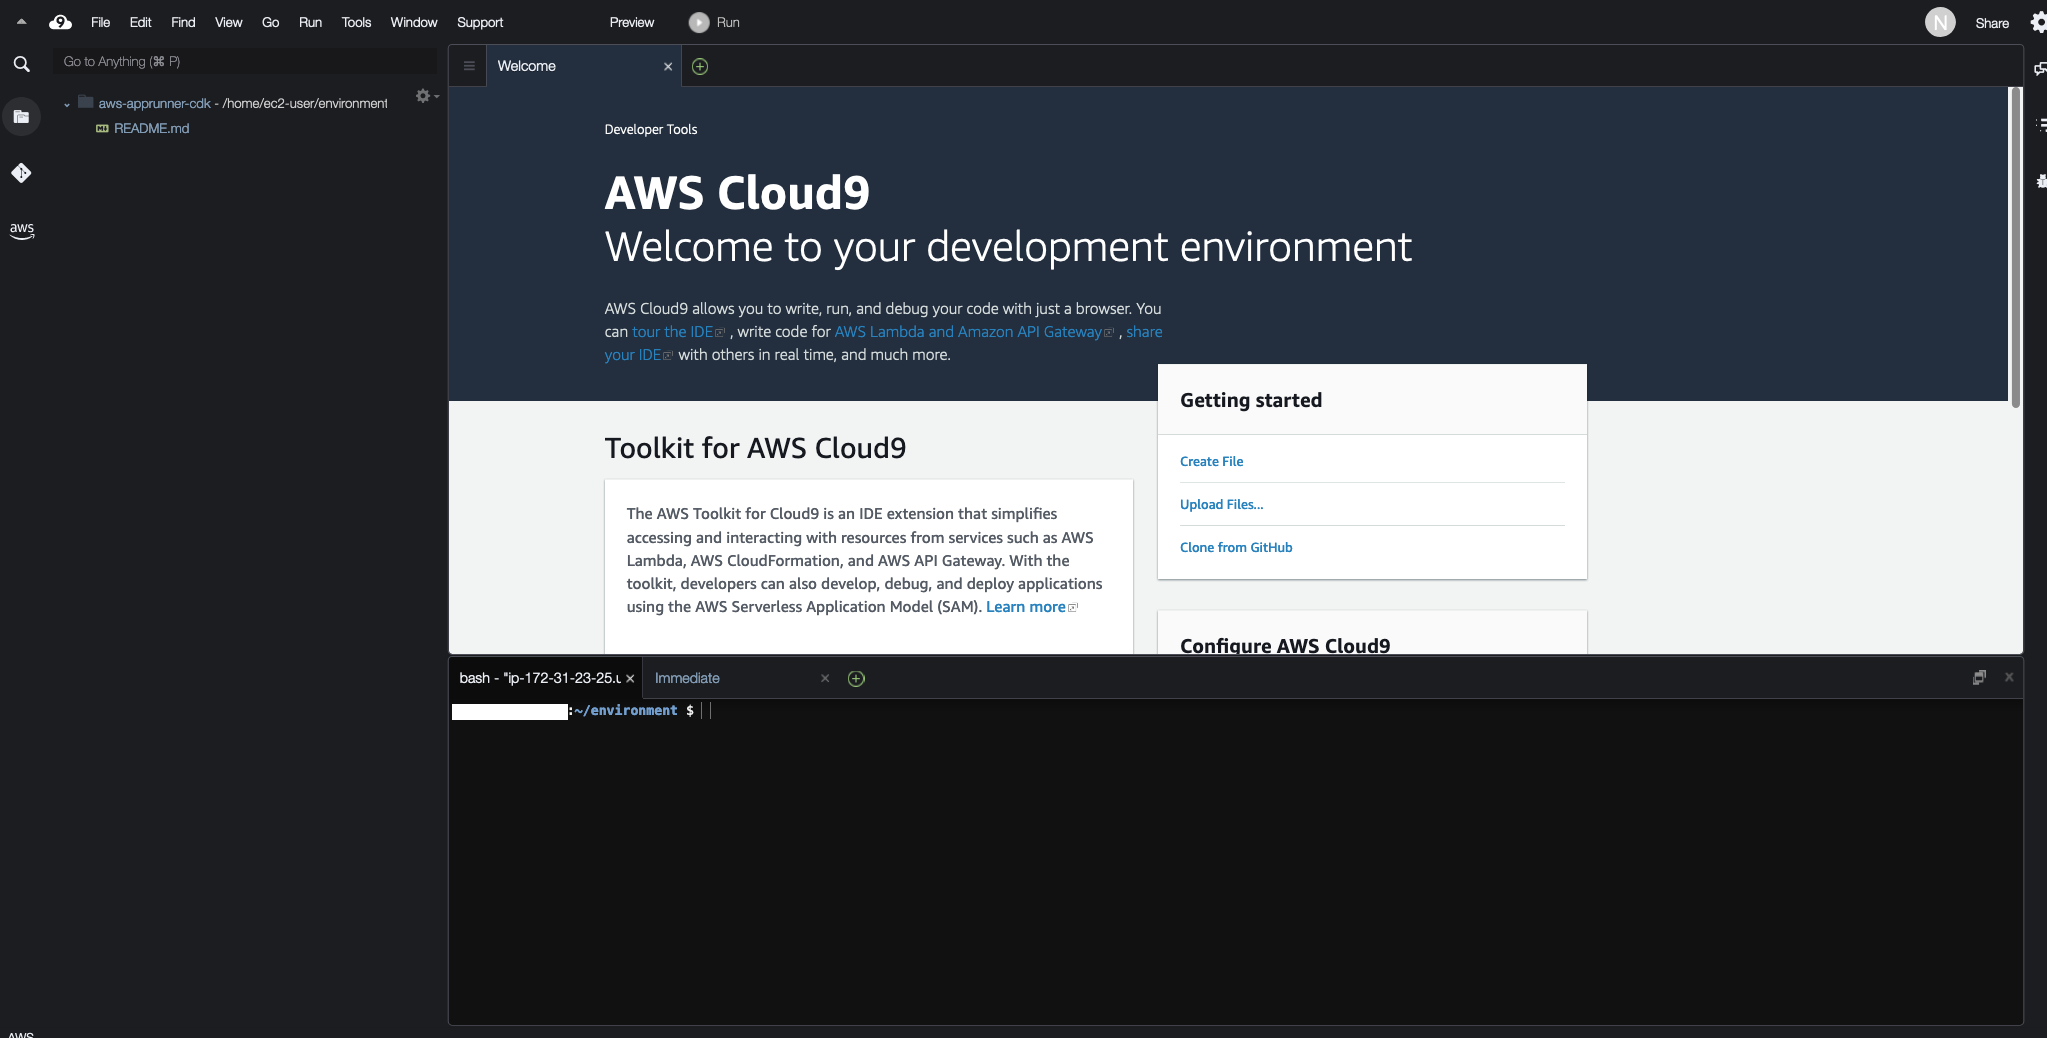 9 File Edit Find View Go Run Tools Window Support Preview Run N Share
Go to Anything (⌘ P)
aws-apprunner-cdk - /home/ec2-user/environment
README.md
aws
Welcome
Developer Tools
AWS Cloud9
Welcome to your development environment
AWS Cloud9 allows you to write, run, and debug your code with just a browser. You
can tour the IDE , write code for AWS Lambda and Amazon API Gateway , share
your IDE with others in real time, and much more.
Getting started
Create File
Upload Files...
Clone from GitHub
Toolkit for AWS Cloud9
The AWS Toolkit for Cloud9 is an IDE extension that simplifies
accessing and interacting with resources from services such as AWS
Lambda, AWS CloudFormation, and AWS API Gateway. With the
toolkit, developers can also develop, debug, and deploy applications
using the AWS Serverless Application Model (SAM). Learn more
Configure AWS Cloud9
bash - "ip-172-31-23-25.u Immediate
:~/environment $
AWS